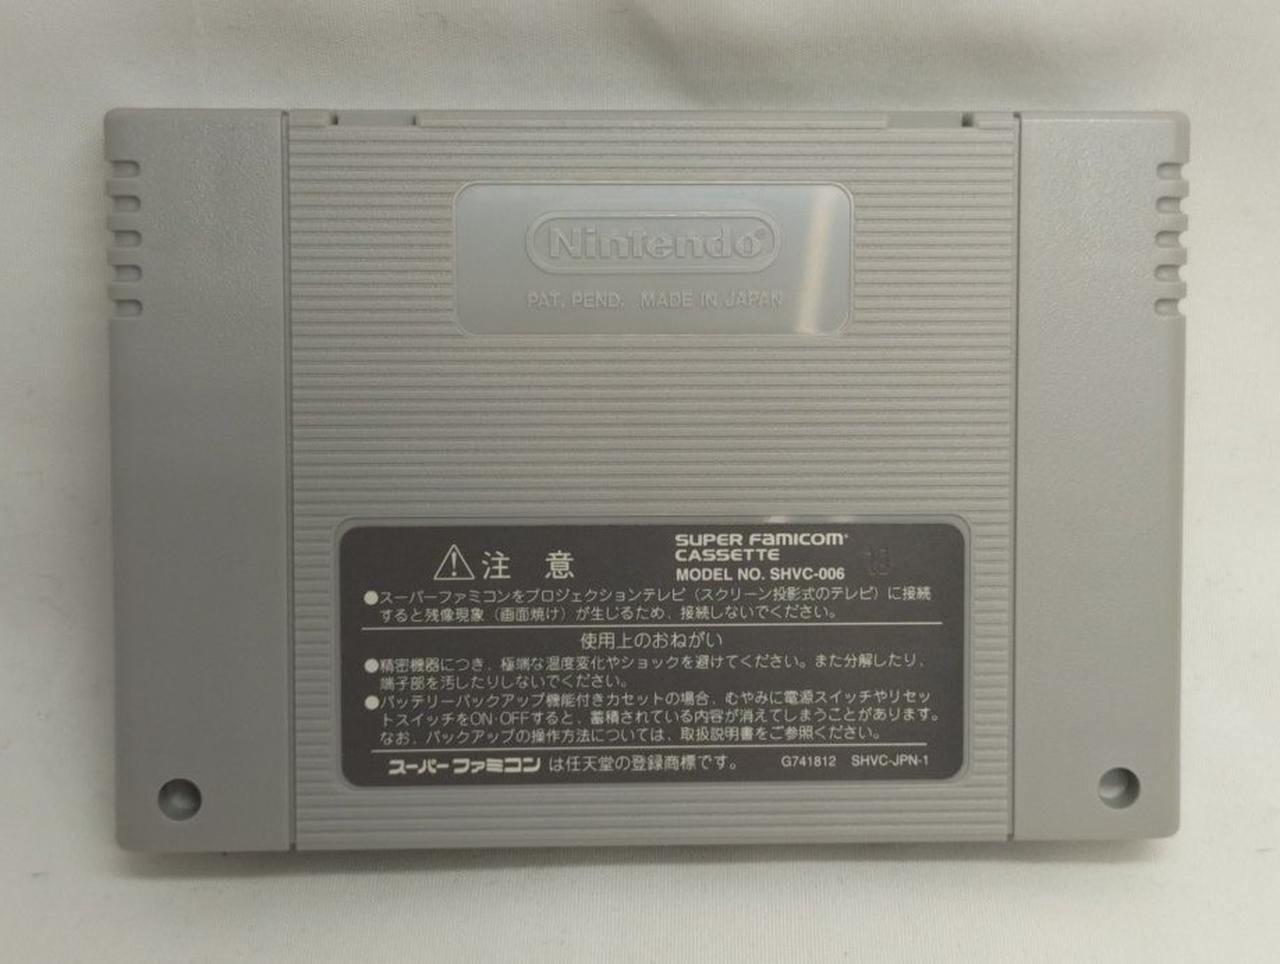 Nintendo®
PAT. PEND. MADE IN JAPAN
注 意
SUPER FAMICOM®
CASSETTE
MODEL NO. SHVC-006
●スーパーファミコンをプロジェクションテレビ（スクリーン投影式のテレビ）に接続
すると残像現象（画面焼け）が生じるため、接続しないでください。
使用上のおねがい
●精密機器につき、極端な温度変化やショックを避けてください。また分解したり、
端子部を汚したりしないでください。
●バッテリーバックアップ機能付きカセットの場合、むやみに電源スイッチやリセッ
トスイッチをON・OFFすると、蓄積されている内容が消えてしまうことがあります。
なお、バックアップの操作方法については、取扱説明書をご参照ください。
スーパーファミコン は任天堂の登録商標です。 G741812 SHVC-JPN-1